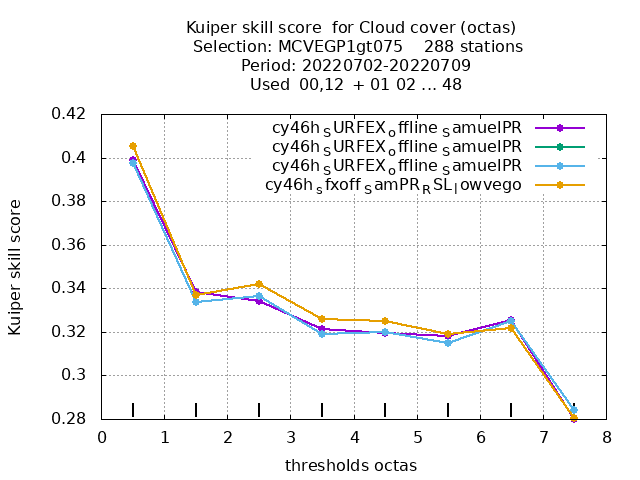 Kuiper skill score  for Cloud cover (octas)
Selection: MCVEGP1gt075    288 stations
Period: 20220702-20220709
Used  00,12  + 01 02 ... 48
cy46h_SURFEX_offline_SamuelPR
cy46h_SURFEX_offline_SamuelPR
cy46h_SURFEX_offline_SamuelPR
cy46h_sfxoff_SamPR_RSL_lowvego
Kuiper skill score
0.42
0.4
0.38
0.36
0.34
0.32
0.3
0.28
0 1 2 3 4 5 6 7 8
thresholds octas